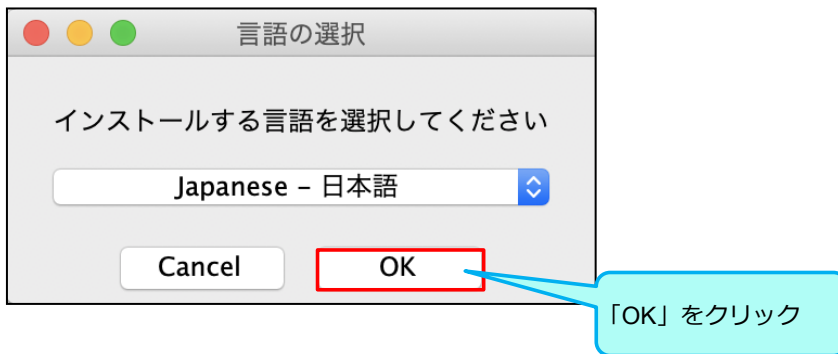 言語の選択
インストールする言語を選択してください
Japanese – 日本語
Cancel
OK
「OK」をクリック